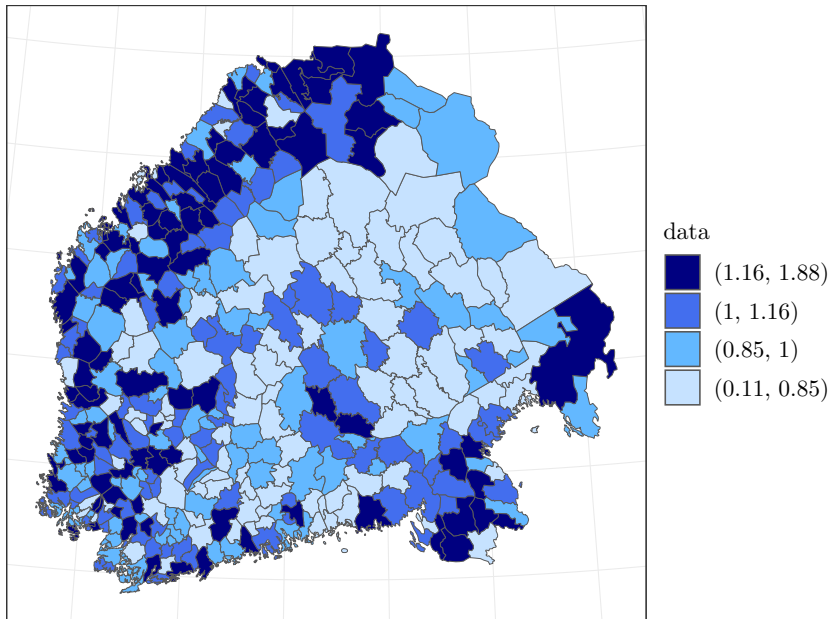 data
(1.16, 1.88)
(1, 1.16)
(0.85, 1)
(0.11, 0.85)